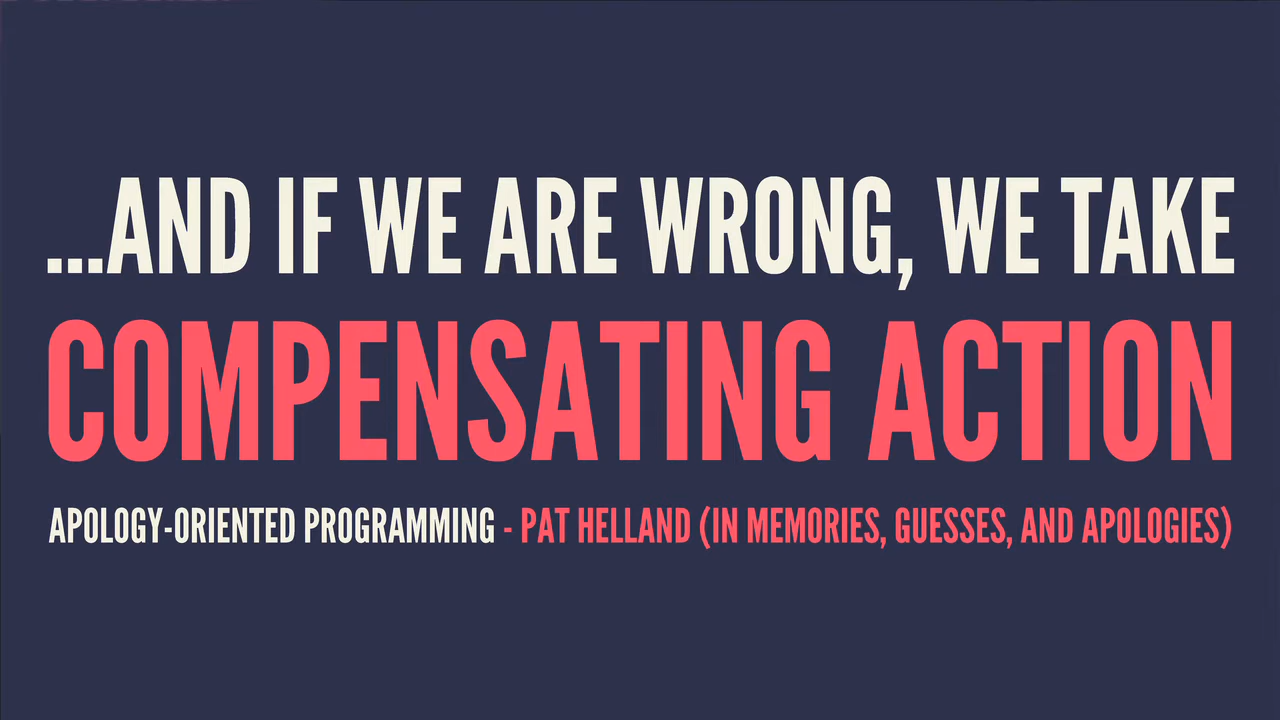 ...AND IF WE ARE WRONG, WE TAKE
COMPENSATING ACTION
APOLOGY-ORIENTED PROGRAMMING - PAT HELLAND (IN MEMORIES, GUESSES, AND APOLOGIES)